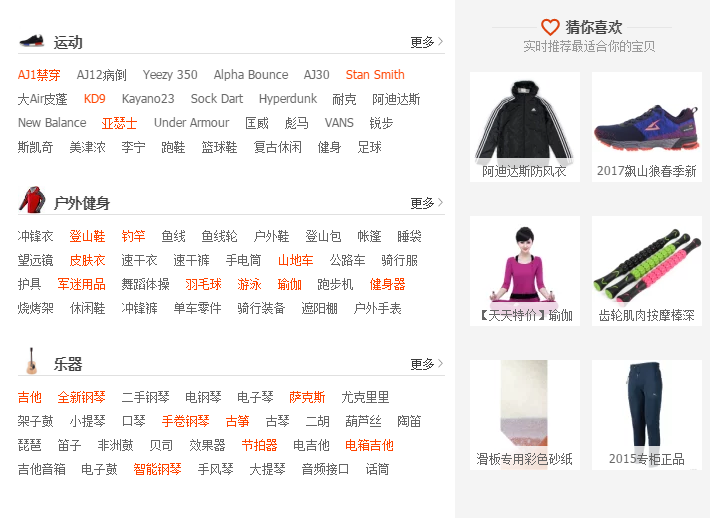 运动 更多
AJ1禁穿 AJ12病倒 Yeezy 350 Alpha Bounce AJ30 Stan Smith
大Air皮蓬 KD9 Kayano23 Sock Dart Hyperdunk 耐克 阿迪达斯
New Balance 亚瑟士 Under Armour 匡威 彪马 VANS 锐步
斯凯奇 美津浓 李宁 跑鞋 篮球鞋 复古休闲 健身 足球
户外健身 更多
冲锋衣 登山鞋 钓竿 鱼线 鱼线轮 户外鞋 登山包 帐篷 睡袋
望远镜 皮肤衣 速干衣 速干裤 手电筒 山地车 公路车 骑行服
护具 军迷用品 舞蹈体操 羽毛球 游泳 瑜伽 跑步机 健身器
烧烤架 休闲鞋 冲锋裤 单车零件 骑行装备 遮阳棚 户外手表
乐器 更多
吉他 全新钢琴 二手钢琴 电钢琴 电子琴 萨克斯 尤克里里
架子鼓 小提琴 口琴 手卷钢琴 古筝 古琴 二胡 葫芦丝 陶笛
琵琶 笛子 非洲鼓 贝司 效果器 节拍器 电吉他 电箱吉他
吉他音箱 电子鼓 智能钢琴 手风琴 大提琴 音频接口 话筒
猜你喜欢
实时推荐最适合你的宝贝
阿迪达斯防风衣 2017飙山狼春季新
【天天特价】瑜伽 齿轮肌肉按摩棒深
滑板专用彩色砂纸 2015专柜正品